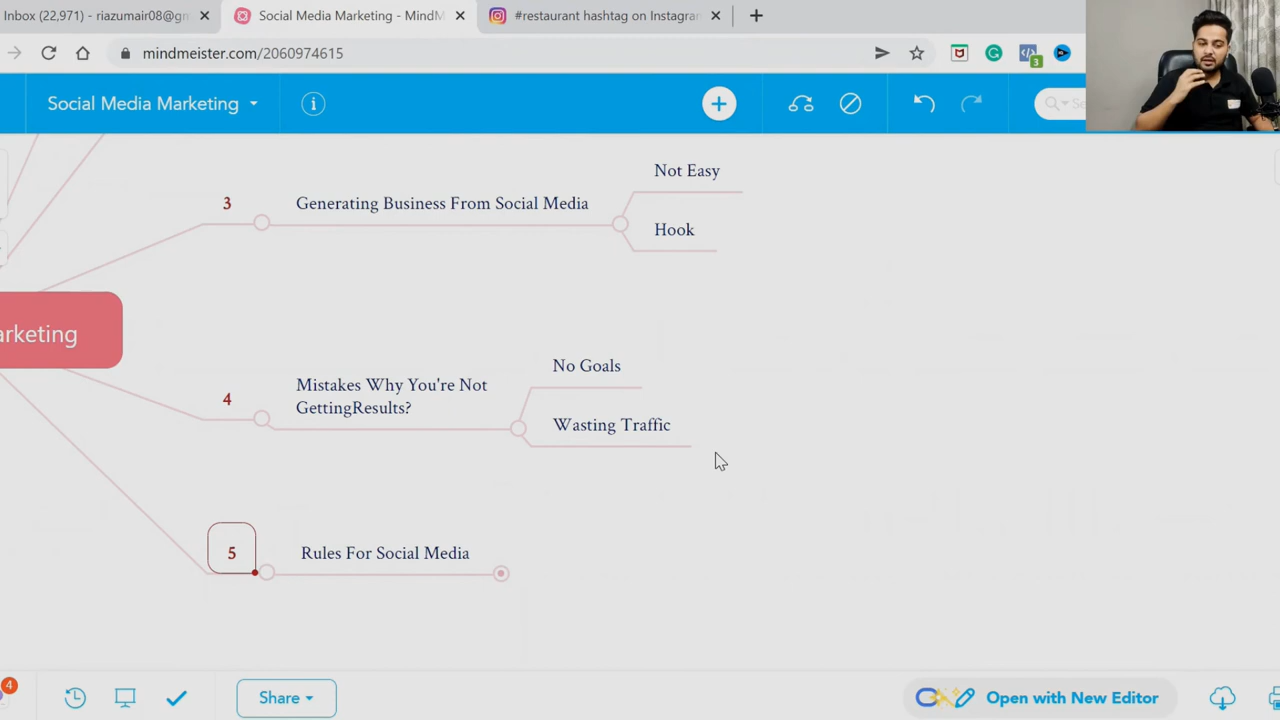 Inbox (22,971) - riazumair08@gm
Social Media Marketing - MindM
#restaurant hashtag on Instagra
mindmeister.com/2060974615
3
Social Media Marketing
Not Easy
3
Generating Business From Social Media
Hook
arketing
No Goals
4
Mistakes Why You're Not
GettingResults?
Wasting Traffic
5
Rules For Social Media
4
Share
Open with New Editor